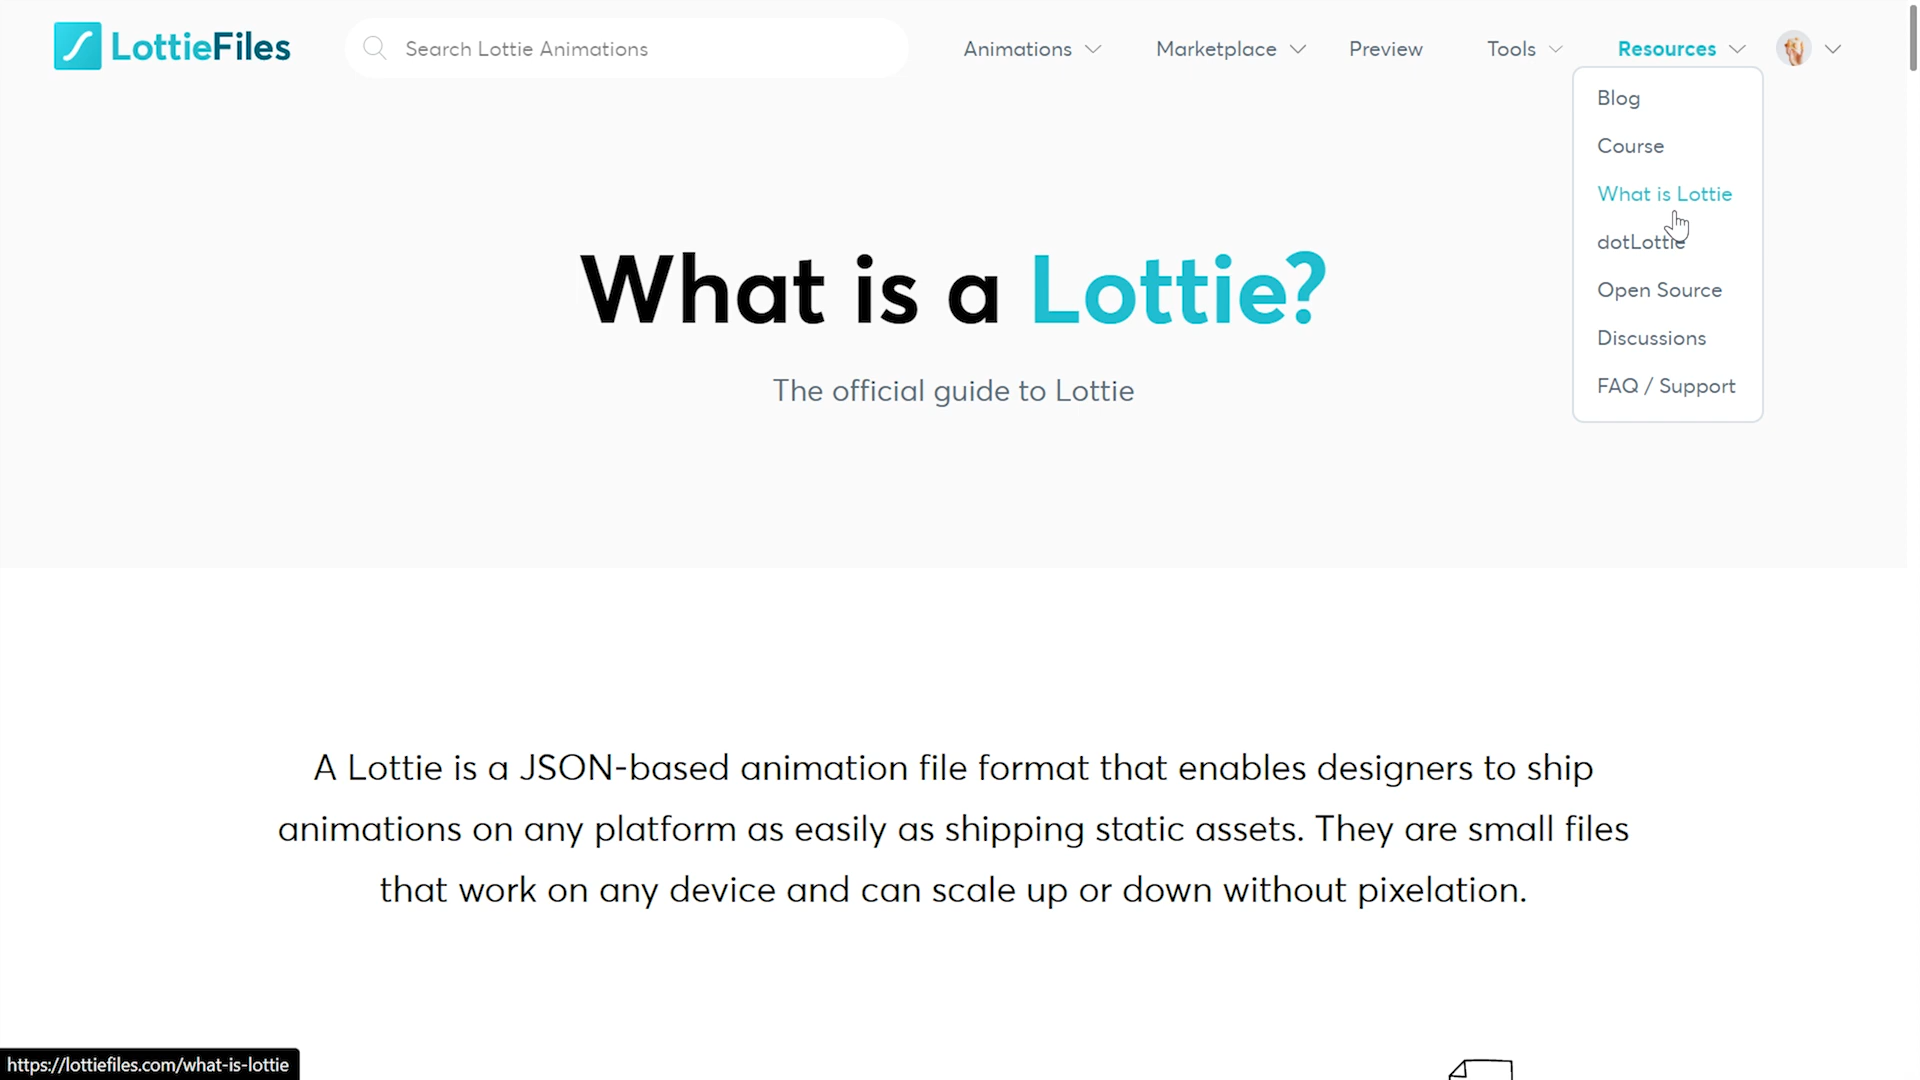 LottieFiles
Search Lottie Animations
Animations
Marketplace
Preview
Tools
Resources
Blog
Course
What is Lottie
dotLottie
Open Source
Discussions
FAQ / Support
What is a Lottie?
The official guide to Lottie
A Lottie is a JSON-based animation file format that enables designers to ship
animations on any platform as easily as shipping static assets. They are small files
that work on any device and can scale up or down without pixelation.
https://lottiefiles.com/what-is-lottie